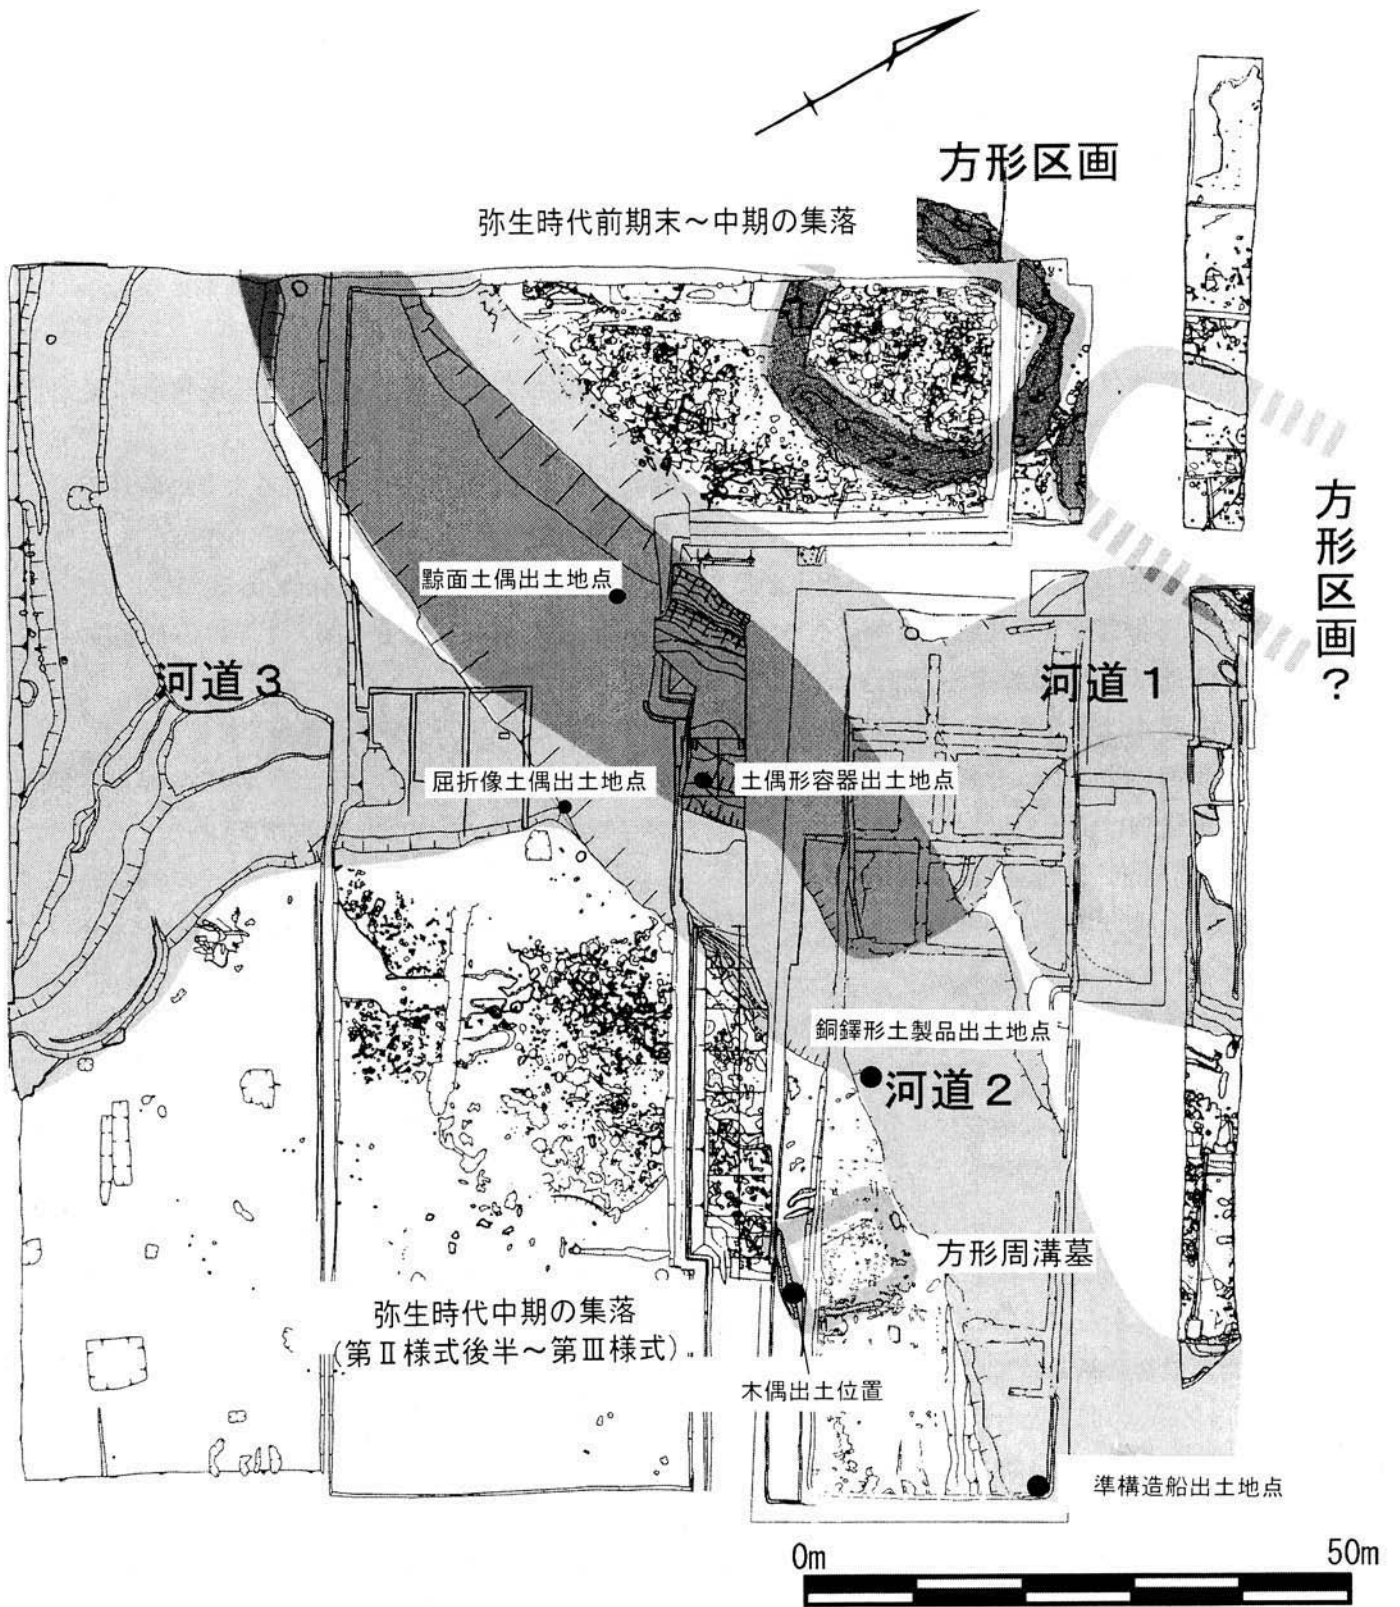 方形区画
弥生時代前期末～中期の集落
方形区画？
黥面土偶出土地点
河道3
河道1
屈折像土偶出土地点
土偶形容器出土地点
銅鐸形土製品出土地点
河道2
方形周溝墓
弥生時代中期の集落
(第Ⅱ様式後半～第Ⅲ様式)
木偶出土位置
準構造船出土地点
0m
50m